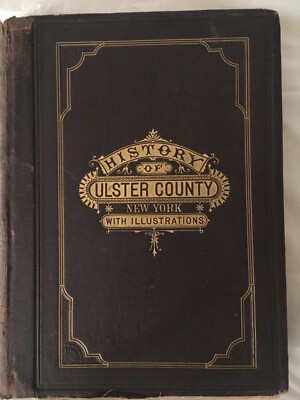 HISTORY
OF
ULSTER COUNTY
NEW YORK
WITH ILLUSTRATIONS